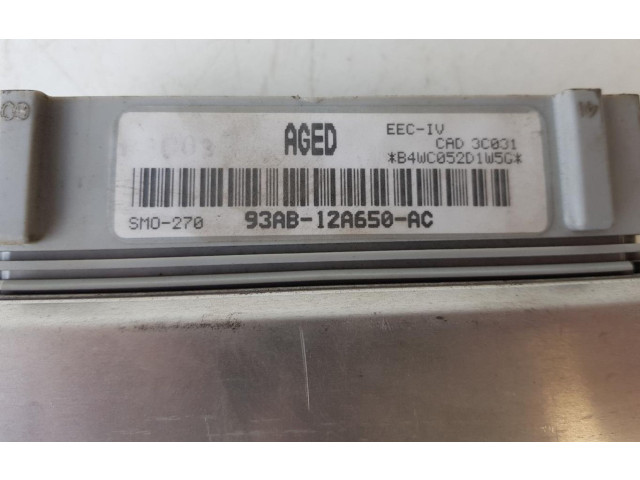 AGED
EEC-IV
CAD 3C031
*B4WC052D1W5G*
SMO-270
93AB-12A650-AC